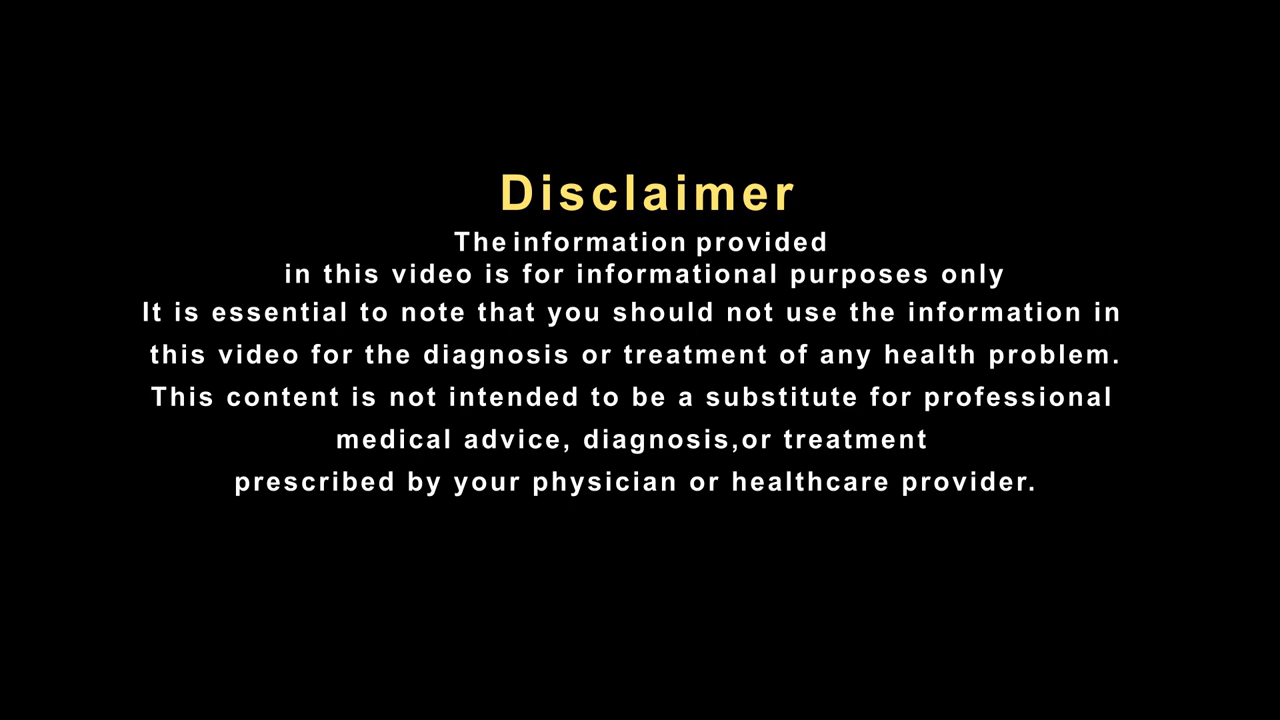 Disclaimer
The information provided
in this video is for informational purposes only
It is essential to note that you should not use the information in
this video for the diagnosis or treatment of any health problem.
This content is not intended to be a substitute for professional
medical advice, diagnosis,or treatment
prescribed by your physician or healthcare provider.